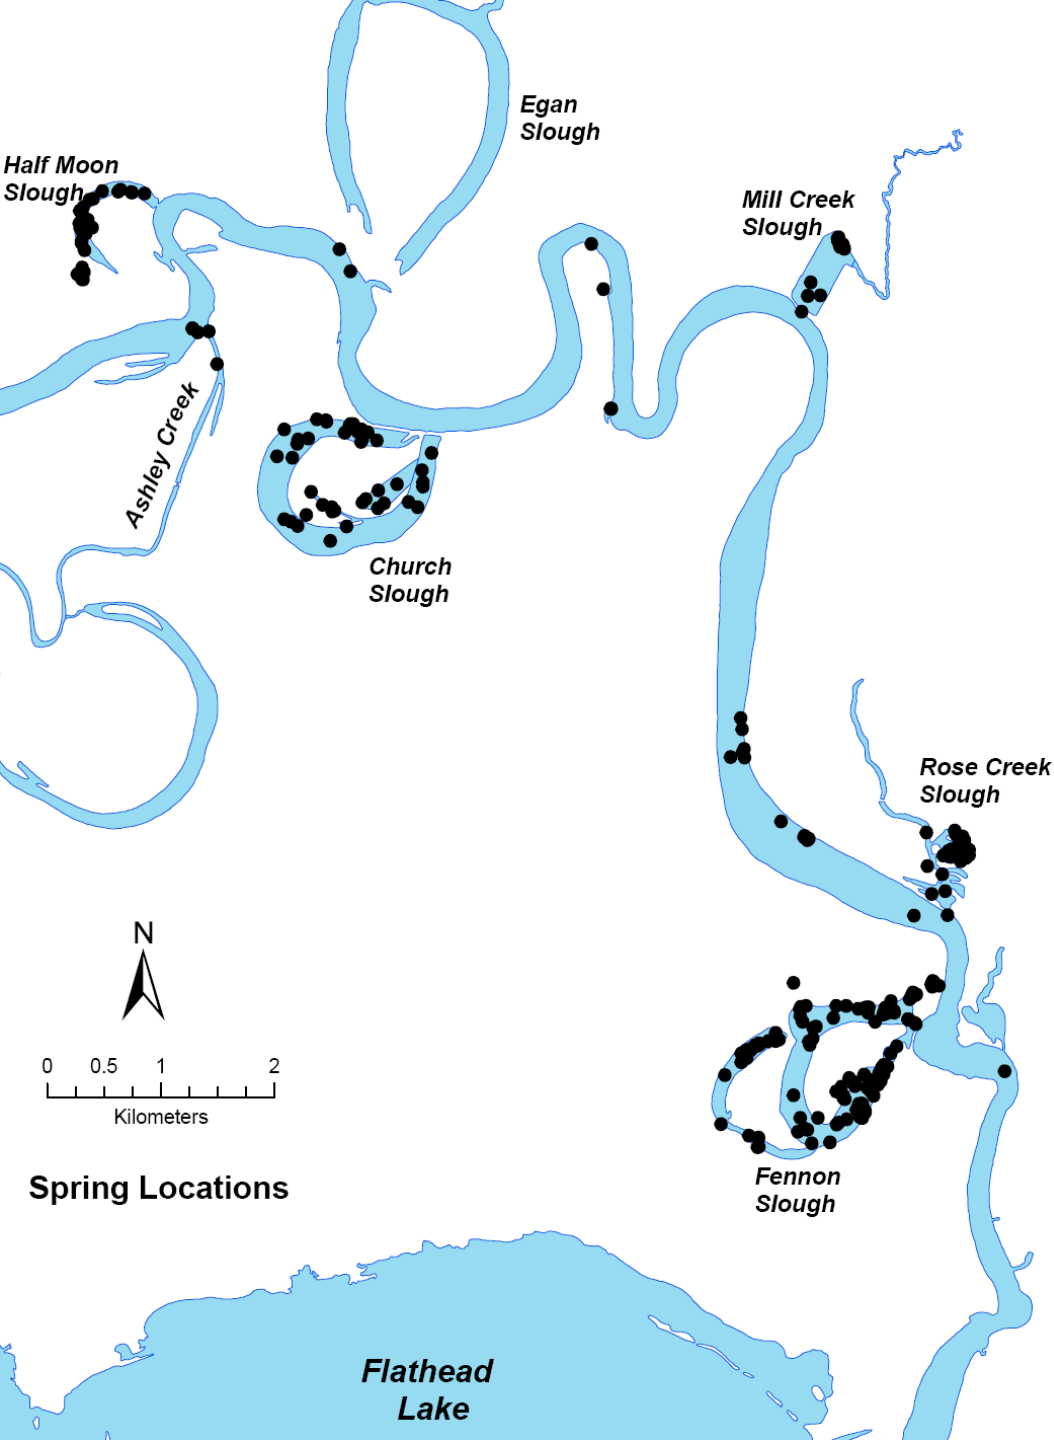 Egan
Slough
Half Moon
Slough
Mill Creek
Slough
Ashley Creek
Church
Slough
Rose Creek
Slough
N
0 0.5 1 2
Kilometers
Fennon
Slough
Spring Locations
Flathead
Lake